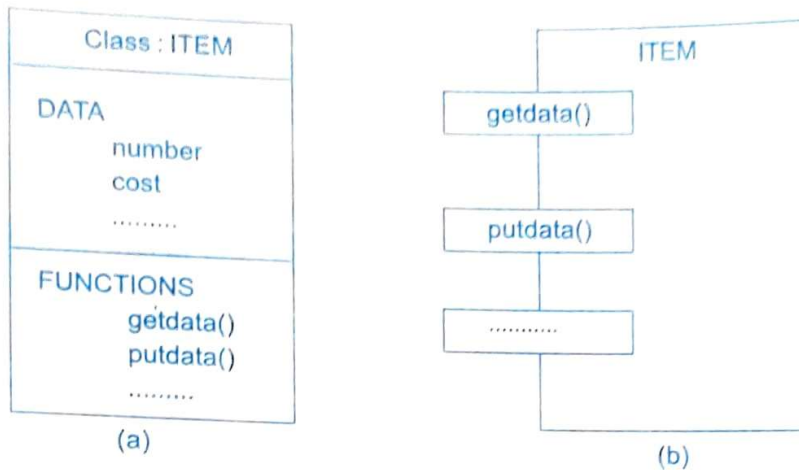 Class : ITEM
DATA
number
cost
.........
FUNCTIONS
getdata()
putdata()
.........
(a)
ITEM
getdata()
putdata()
...........
(b)